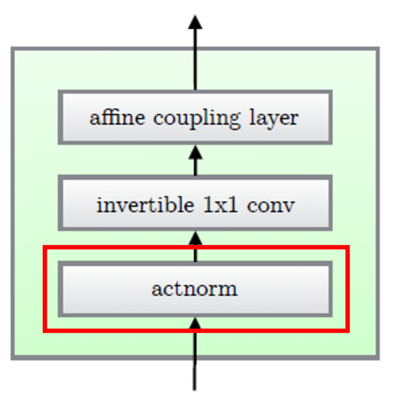 affine coupling layer
invertible 1x1 conv
actnorm